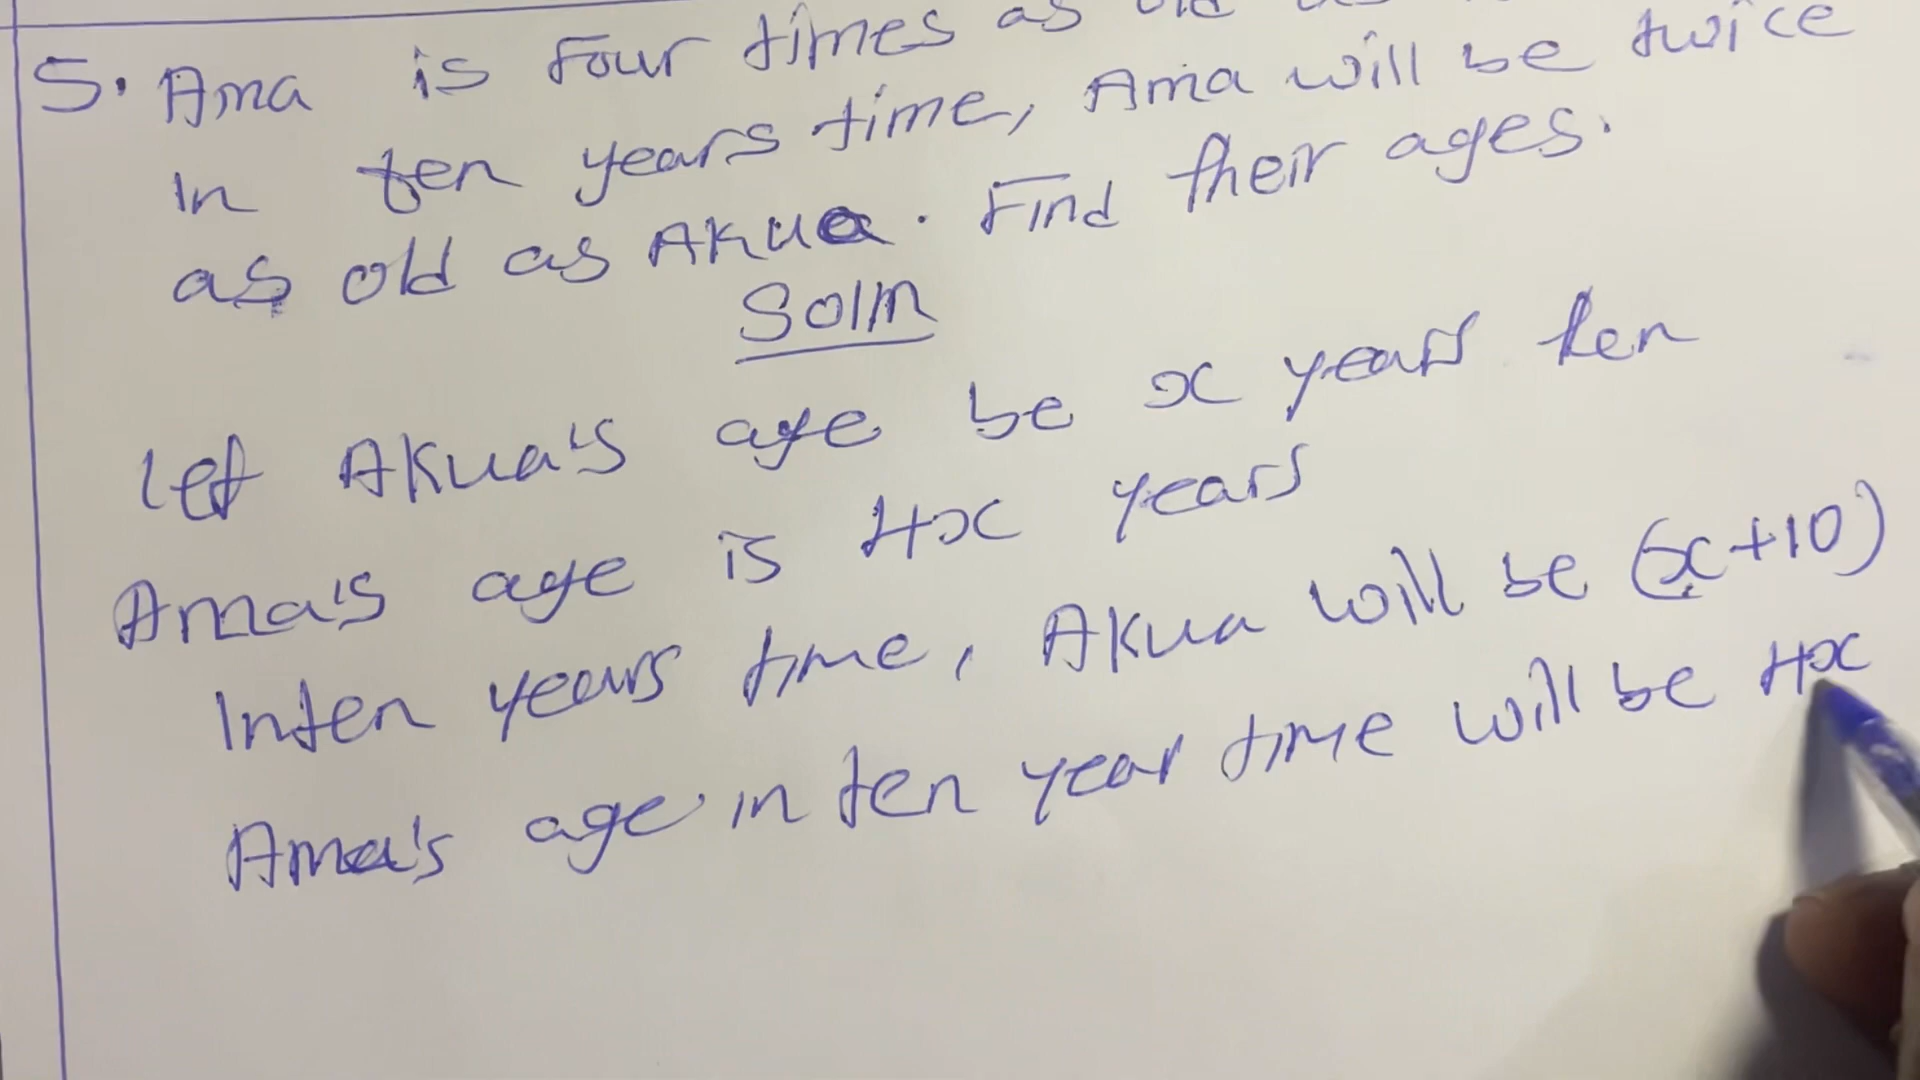 5. Ama is Four times as old as
In ten years time, Ama will be twice
as old as Akua. Find their ages.
Soln
Let Akua's age be x years then
Ama's age is 4x years
In ten years time, Akua will be (x+10)
Ama's age in ten year time will be 4x